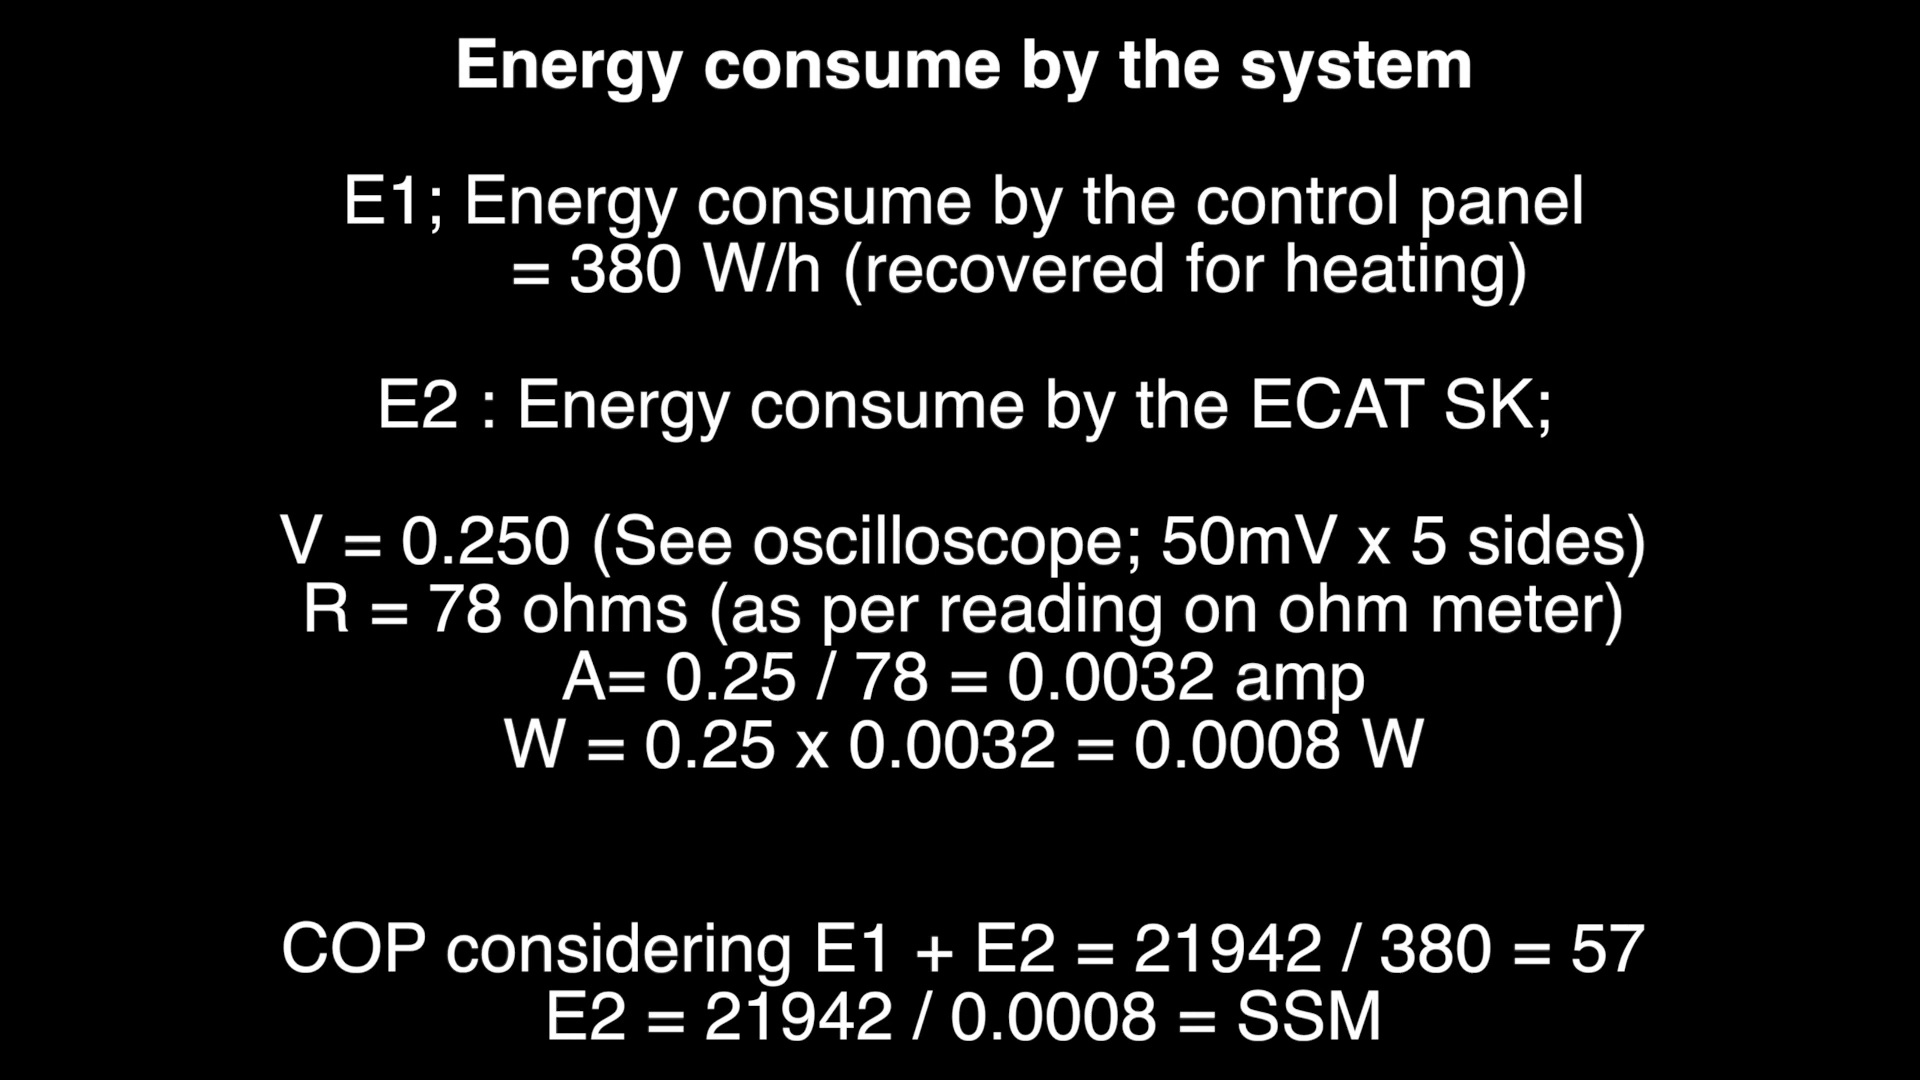 Energy consume by the system
E1; Energy consume by the control panel
= 380 W/h (recovered for heating)
E2 : Energy consume by the ECAT SK;
V = 0.250 (See oscilloscope; 50mV x 5 sides)
R = 78 ohms (as per reading on ohm meter)
A= 0.25 / 78 = 0.0032 amp
W = 0.25 x 0.0032 = 0.0008 W
COP considering E1 + E2 = 21942 / 380 = 57
E2 = 21942 / 0.0008 = SSM